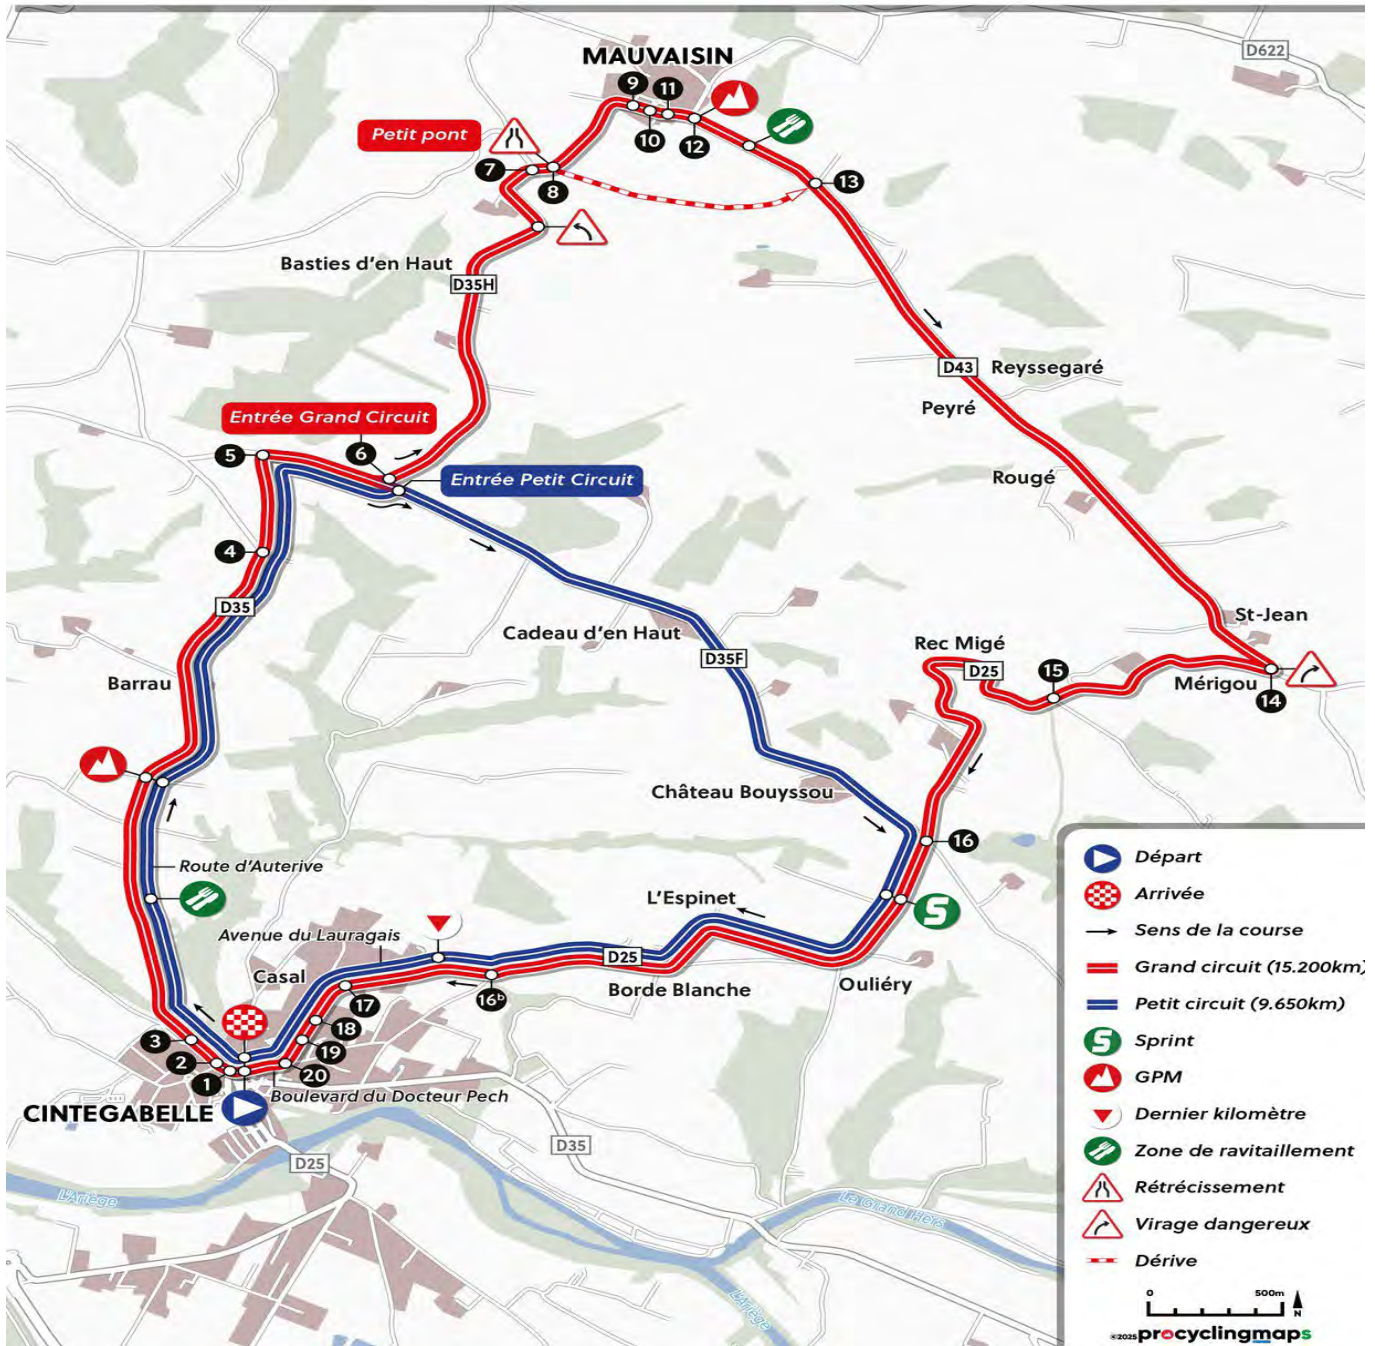 MAUVAISIN
D622
9
11
10
12
Petit pont
7
8
13
Basties d'en Haut
D35H
D43
Reyssegaré
Peyré
Entrée Grand Circuit
5
6
Entrée Petit Circuit
Rougé
4
D35
St-Jean
Cadeau d'en Haut
D35F
Rec Migé
D25
15
Mérigou
14
Barrau
Château Bouyssou
16
Route d'Auterive
L'Espinet
S
Avenue du Lauragais
Casal
D25
Borde Blanche
Ouliéry
16b
17
18
19
20
3
2
1
Boulevard du Docteur Pech
CINTEGABELLE
D25
D35
L'Ariège
Le Grand Hers
L'Ariège
Départ
Arrivée
Sens de la course
Grand circuit (15.200km)
Petit circuit (9.650km)
S Sprint
GPM
Dernier kilomètre
Zone de ravitaillement
Rétrécissement
Virage dangereux
Dérive
0 500m
N
©2025 procyclingmaps